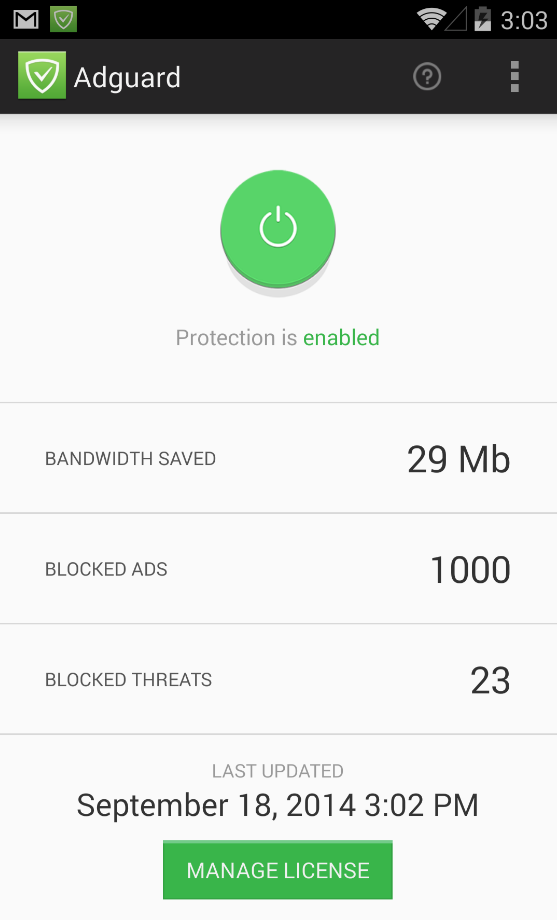 3:03
Adguard
?
Protection is enabled
BANDWIDTH SAVED 29 Mb
BLOCKED ADS 1000
BLOCKED THREATS 23
LAST UPDATED
September 18, 2014 3:02 PM
MANAGE LICENSE